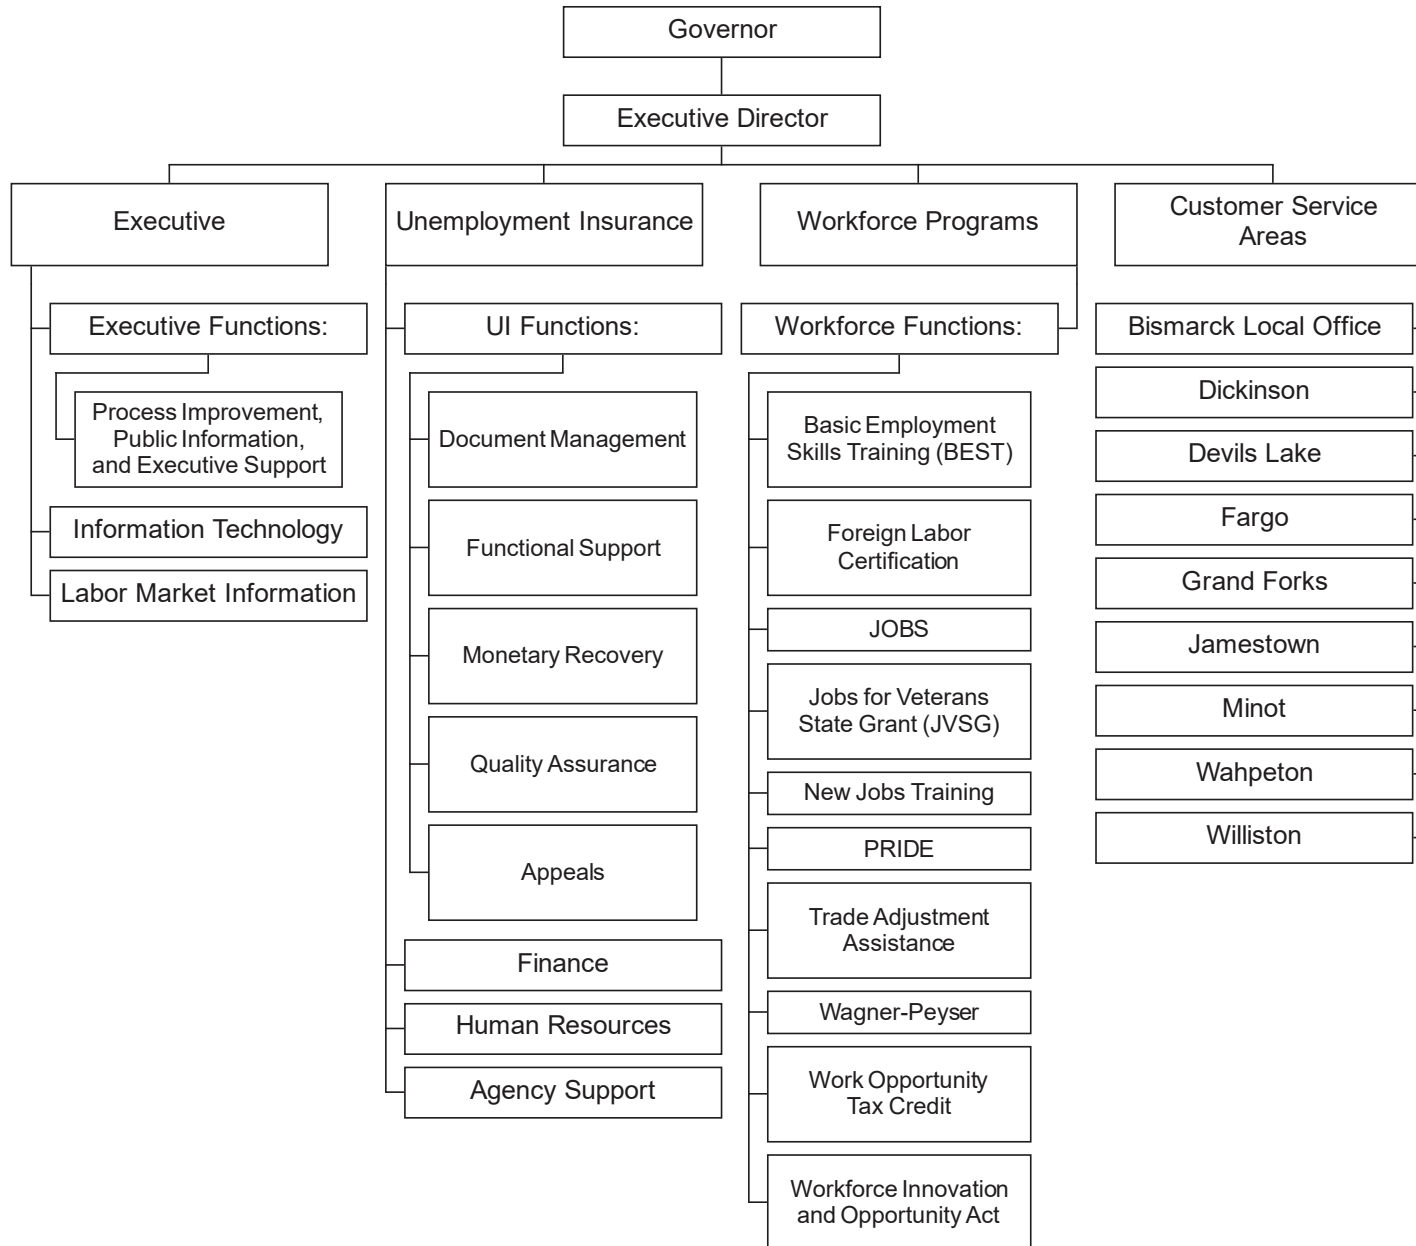 Governor
Executive Director
Executive
Unemployment Insurance
Workforce Programs
Customer Service
Areas
Executive Functions:
Process Improvement,
Public Information,
and Executive Support
Information Technology
Labor Market Information
UI Functions:
Document Management
Functional Support
Monetary Recovery
Quality Assurance
Appeals
Finance
Human Resources
Agency Support
Workforce Functions:
Basic Employment
Skills Training (BEST)
Foreign Labor
Certification
JOBS
Jobs for Veterans
State Grant (JVSG)
New Jobs Training
PRIDE
Trade Adjustment
Assistance
Wagner-Peyser
Work Opportunity
Tax Credit
Workforce Innovation
and Opportunity Act
Bismarck Local Office
Dickinson
Devils Lake
Fargo
Grand Forks
Jamestown
Minot
Wahpeton
Williston